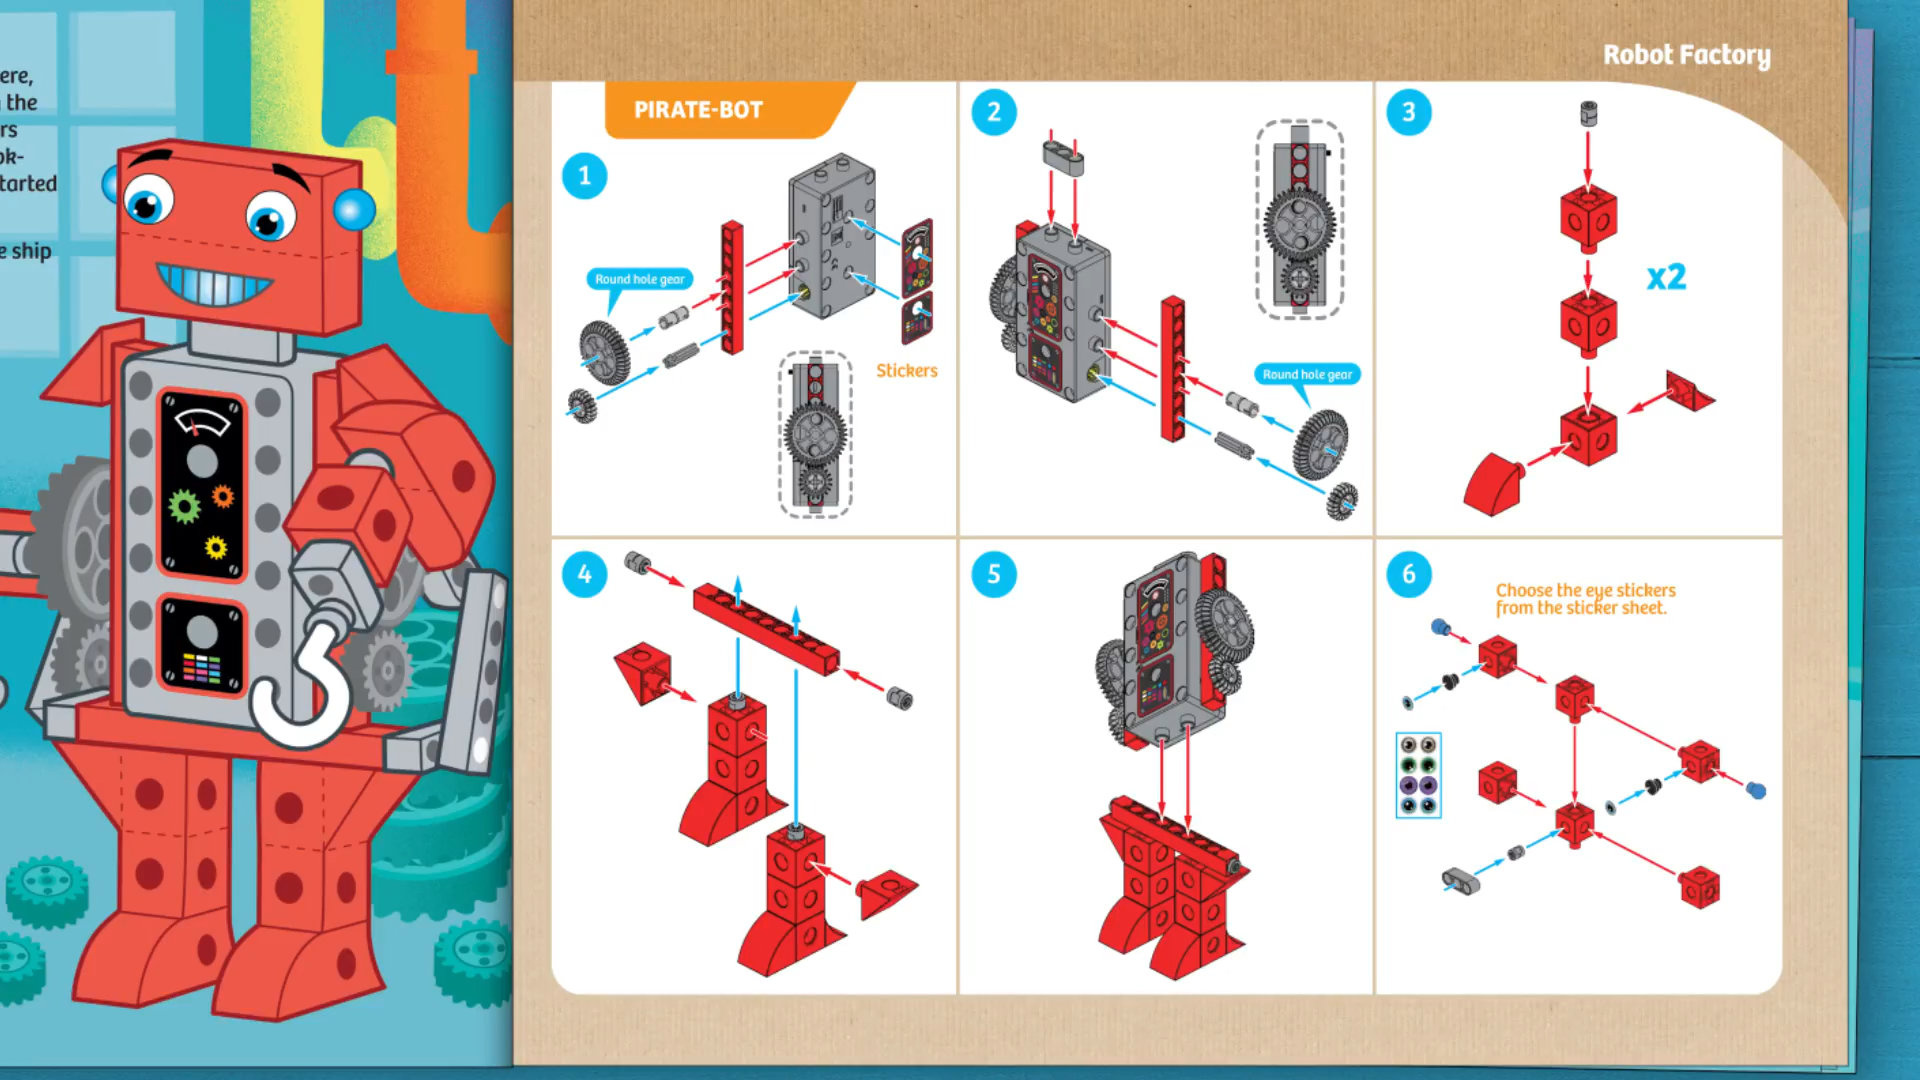 ere,
the
rs
ok-
tarted
e ship
Robot Factory
PIRATE-BOT
1
Round hole gear
Stickers
2
Round hole gear
3
x2
4
5
6
Choose the eye stickers
from the sticker sheet.